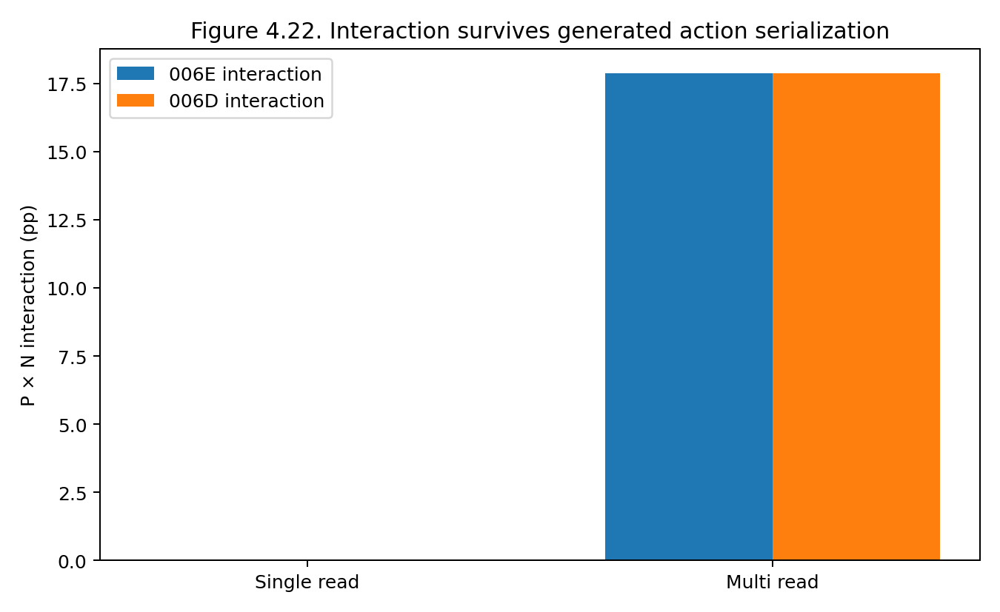 Figure 4.22. Interaction survives generated action serialization
006E interaction
006D interaction
P × N interaction (pp)
17.5
15.0
12.5
10.0
7.5
5.0
2.5
0.0
Single read
Multi read